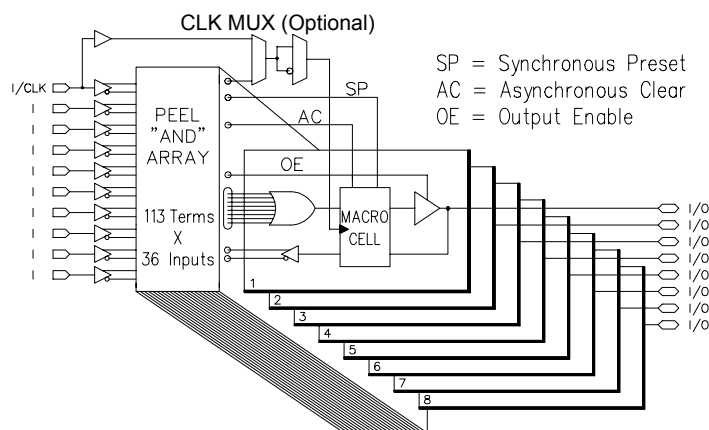 CLK MUX (Optional)
SP = Synchronous Preset
AC = Asynchronous Clear
OE = Output Enable
I/CLK
I
I
I
I
I
I
I
I
I
PEEL
"AND"
ARRAY
113 Terms
X
36 Inputs
SP
AC
OE
MACRO
CELL
1
2
3
4
5
6
7
8
I/O
I/O
I/O
I/O
I/O
I/O
I/O
I/O